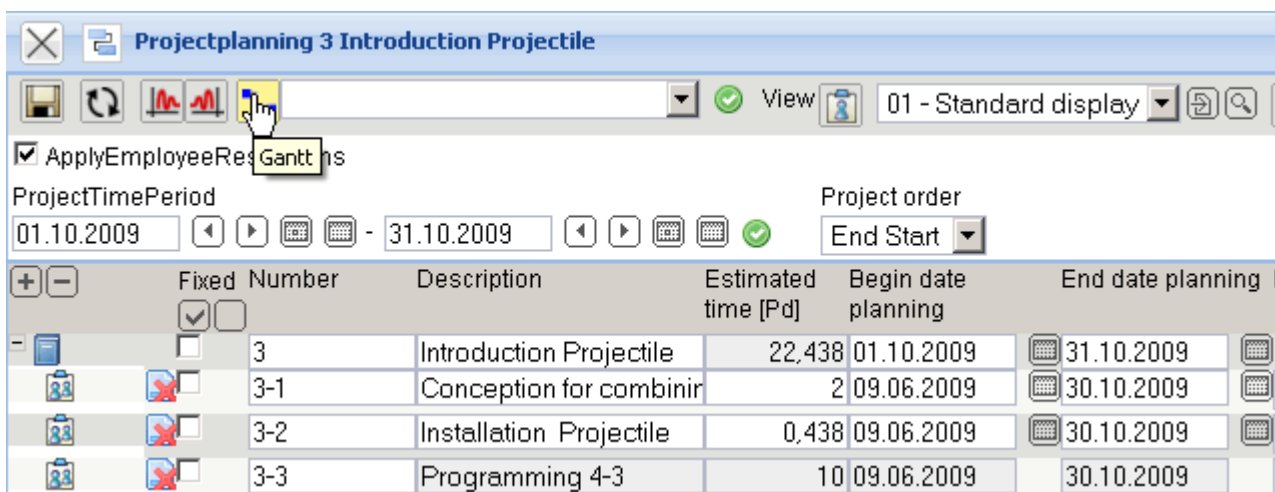 Projectplanning 3 Introduction Projectile
View 01 - Standard display
ApplyEmployeeRes ns
Gantt
ProjectTimePeriod Project order
01.10.2009 - 31.10.2009 End Start
Fixed Number Description Estimated Begin date End date planning
time [Pd] planning
3 Introduction Projectile 22,438 01.10.2009 31.10.2009
3-1 Conception for combinin 2 09.06.2009 30.10.2009
3-2 Installation Projectile 0,438 09.06.2009 30.10.2009
3-3 Programming 4-3 10 09.06.2009 30.10.2009